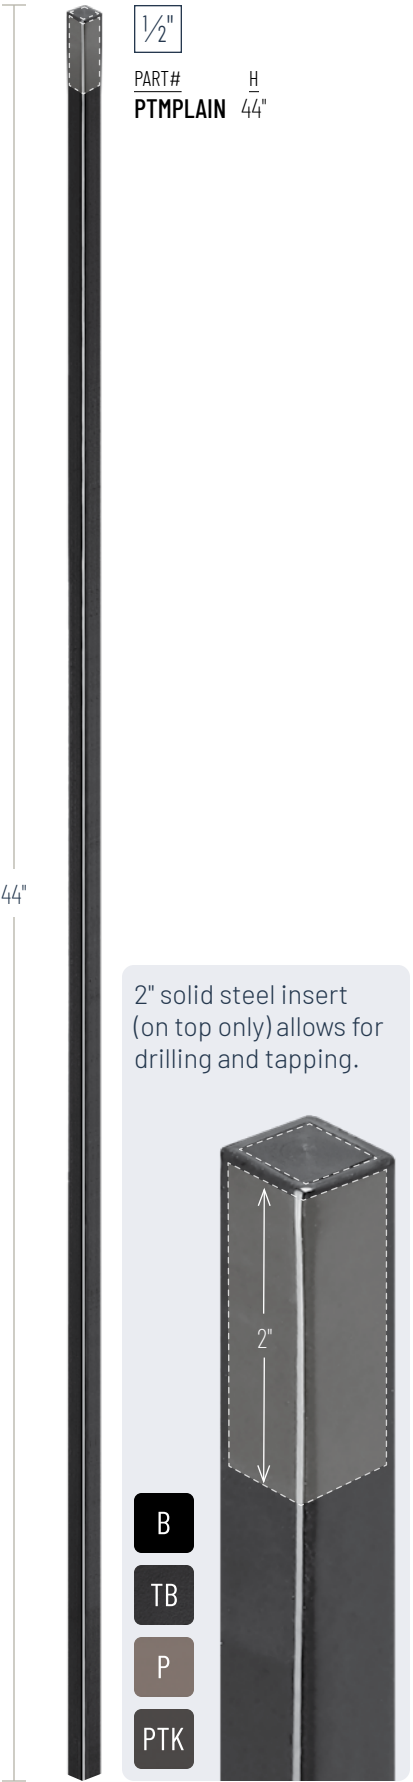 1/2"
PART# H
PTMPLAIN 44"
44"
2" solid steel insert
(on top only) allows for
drilling and tapping.
2"
B
TB
P
PTK